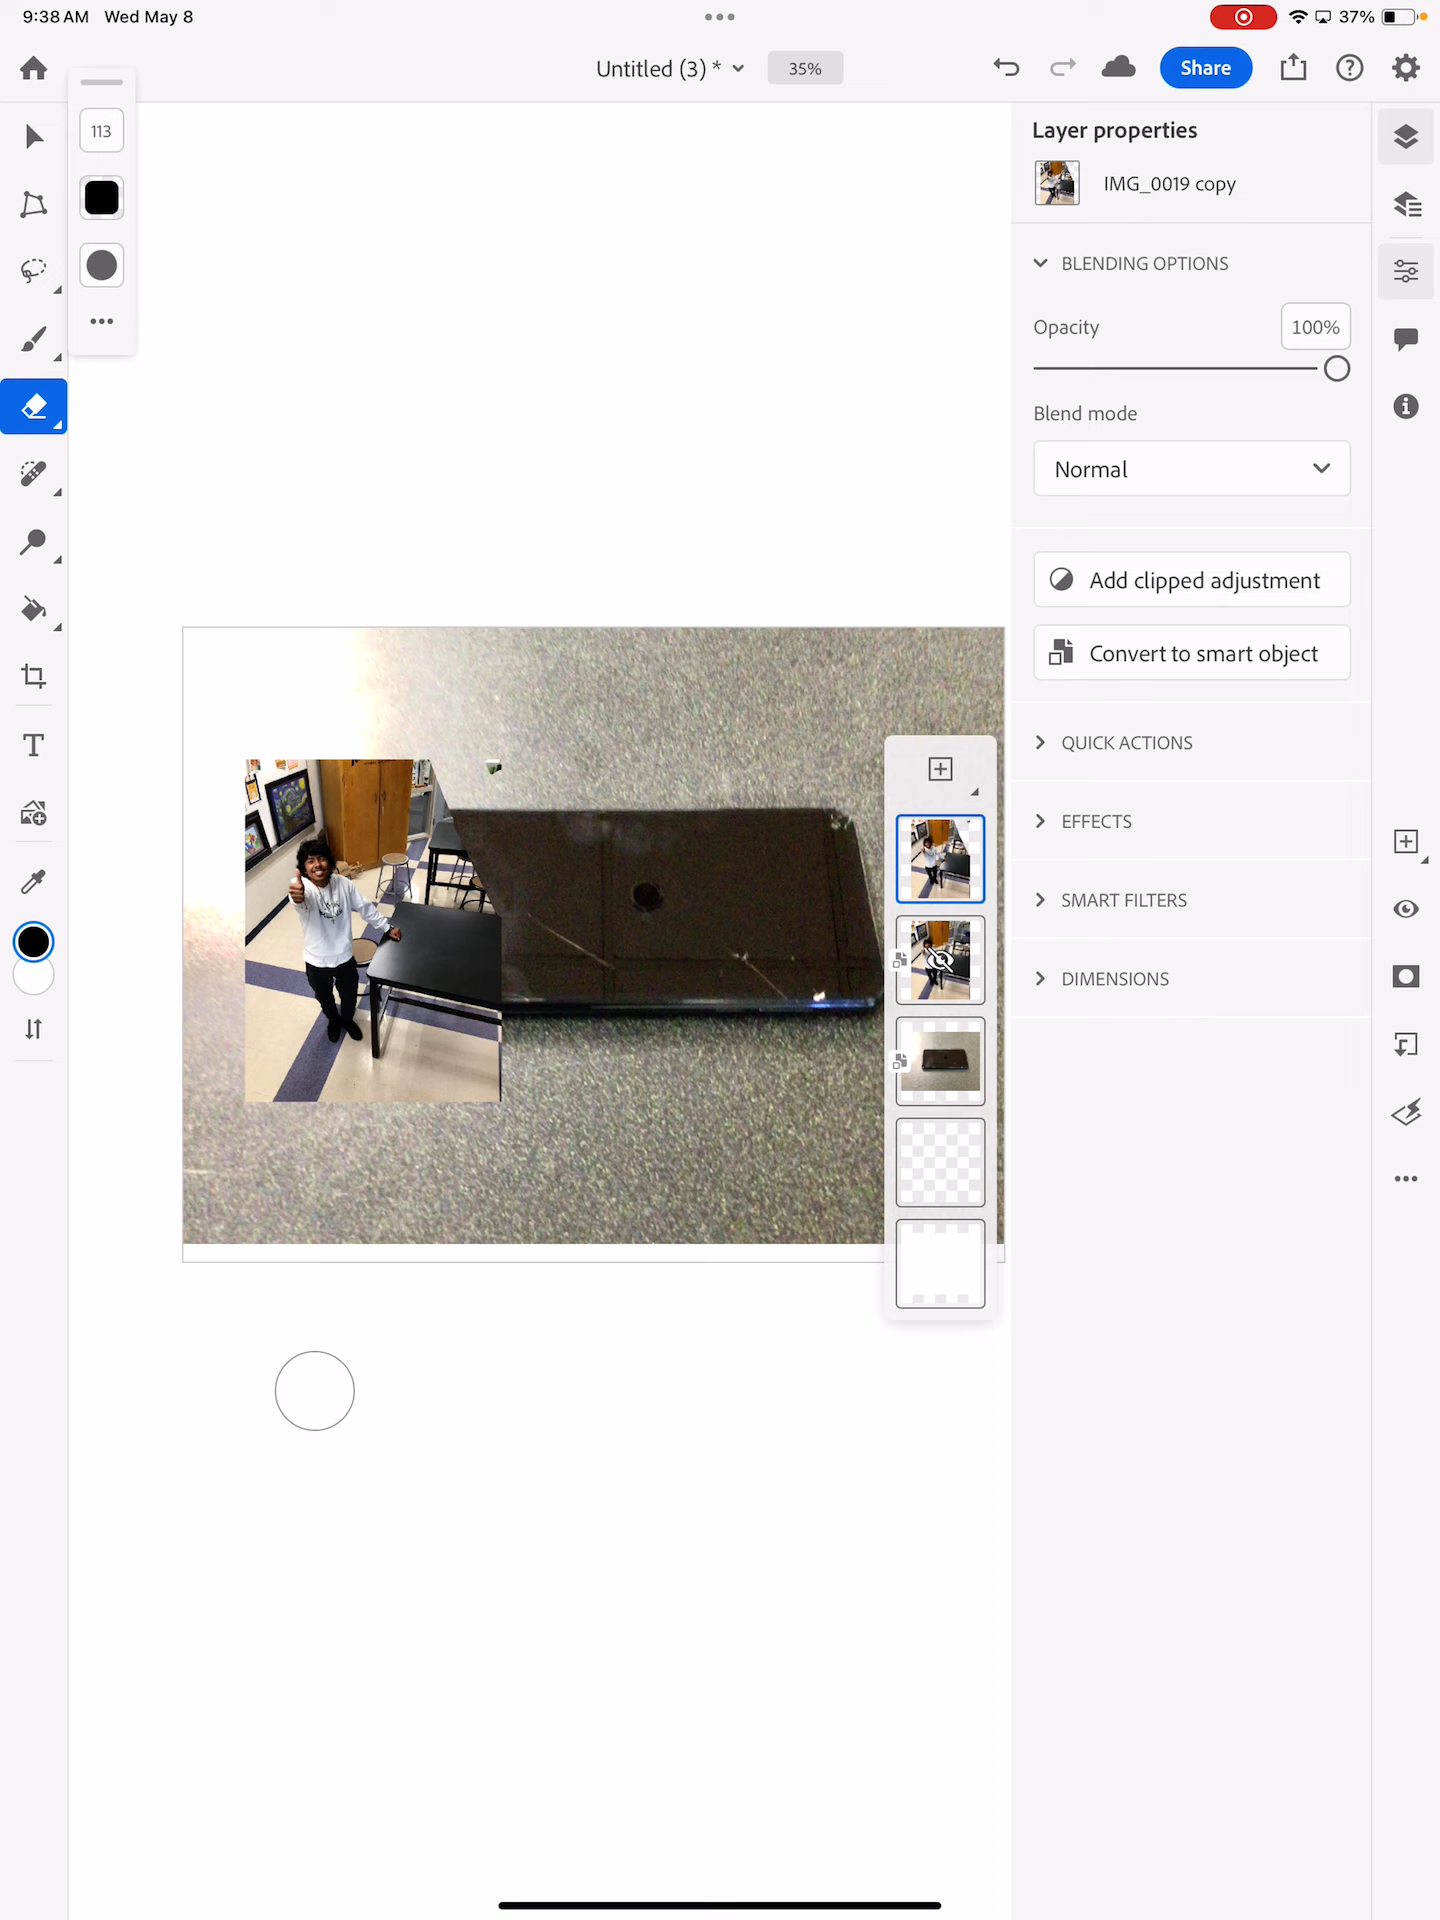 9:38 AM Wed May 8
37%
Untitled (3) *
35%
Share
113
Layer properties
IMG_0019 copy
BLENDING OPTIONS
Opacity
100%
Blend mode
Normal
Add clipped adjustment
Convert to smart object
QUICK ACTIONS
EFFECTS
SMART FILTERS
DIMENSIONS